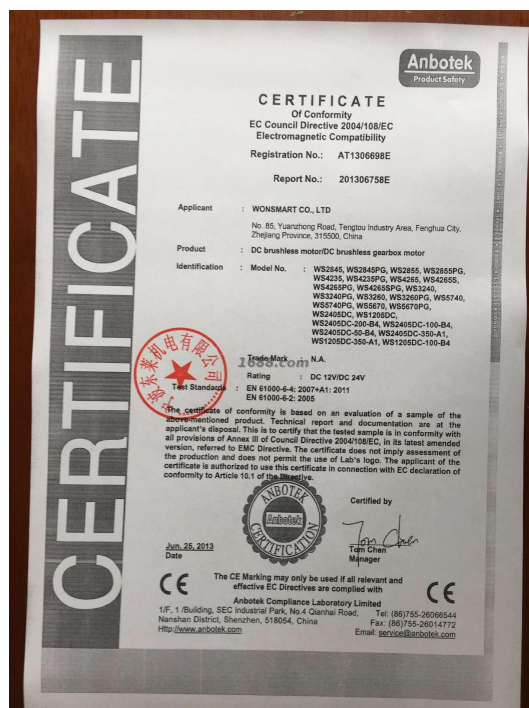 CERTIFICATE
Anbotek
Product Safety
CERTIFICATE
Of Conformity
EC Council Directive 2004/108/EC
Electromagnetic Compatibility
Registration No.: AT1306698E
Report No.: 201306758E
Applicant : WONSMART CO., LTD
No. 85, Yuanzhong Road, Tengtou Industry Area, Fenghua City,
Zhejiang Province, 315500, China
Product : DC brushless motor/DC brushless gearbox motor
Identification : Model No. : WS2845, WS2845PG, WS2855, WS2855PG,
WS4235, WS4235PG, WS4265, WS4265S,
WS4265PG, WS4265SPG, WS3240,
WS3240PG, WS3260, WS3260PG, WS5740,
WS5740PG, WS5670, WS5670PG,
WS2405DC, WS1205DC,
WS2405DC-200-B4, WS2405DC-100-B4,
WS2405DC-50-B4, WS2405DC-350-A1,
WS1205DC-350-A1, WS1205DC-100-B4
宁波东莱机电有限公司
1688.com
Trade Mark : N.A.
Rating : DC 12V/DC 24V
Test Standards : EN 61000-6-4: 2007+A1: 2011
EN 61000-6-2: 2005
The certificate of conformity is based on an evaluation of a sample of the
above-mentioned product. Technical report and documentation are at the
applicant's disposal. This is to certify that the tested sample is in conformity with
all provisions of Annex III of Council Directive 2004/108/EC, in its latest amended
version, referred to EMC Directive. The certificate does not imply assessment of
the production and does not permit the use of Lab's logo. The applicant of the
certificate is authorized to use this certificate in connection with EC declaration of
conformity to Article 10.1 of the Directive.
ANBOTEK
Anbotek
CERTIFICATION
Certified by
Tom Chen
Jun. 25, 2013
Date
Tom Chen
Manager
CE
The CE Marking may only be used if all relevant and
effective EC Directives are complied with
CE
Anbotek Compliance Laboratory Limited
1/F, 1 /Building, SEC Industrial Park, No.4 Qianhai Road,
Nanshan District, Shenzhen, 518054, China
Http://www.anbotek.com
Tel: (86)755-26066544
Fax: (86)755-26014772
Email: service@anbotek.com